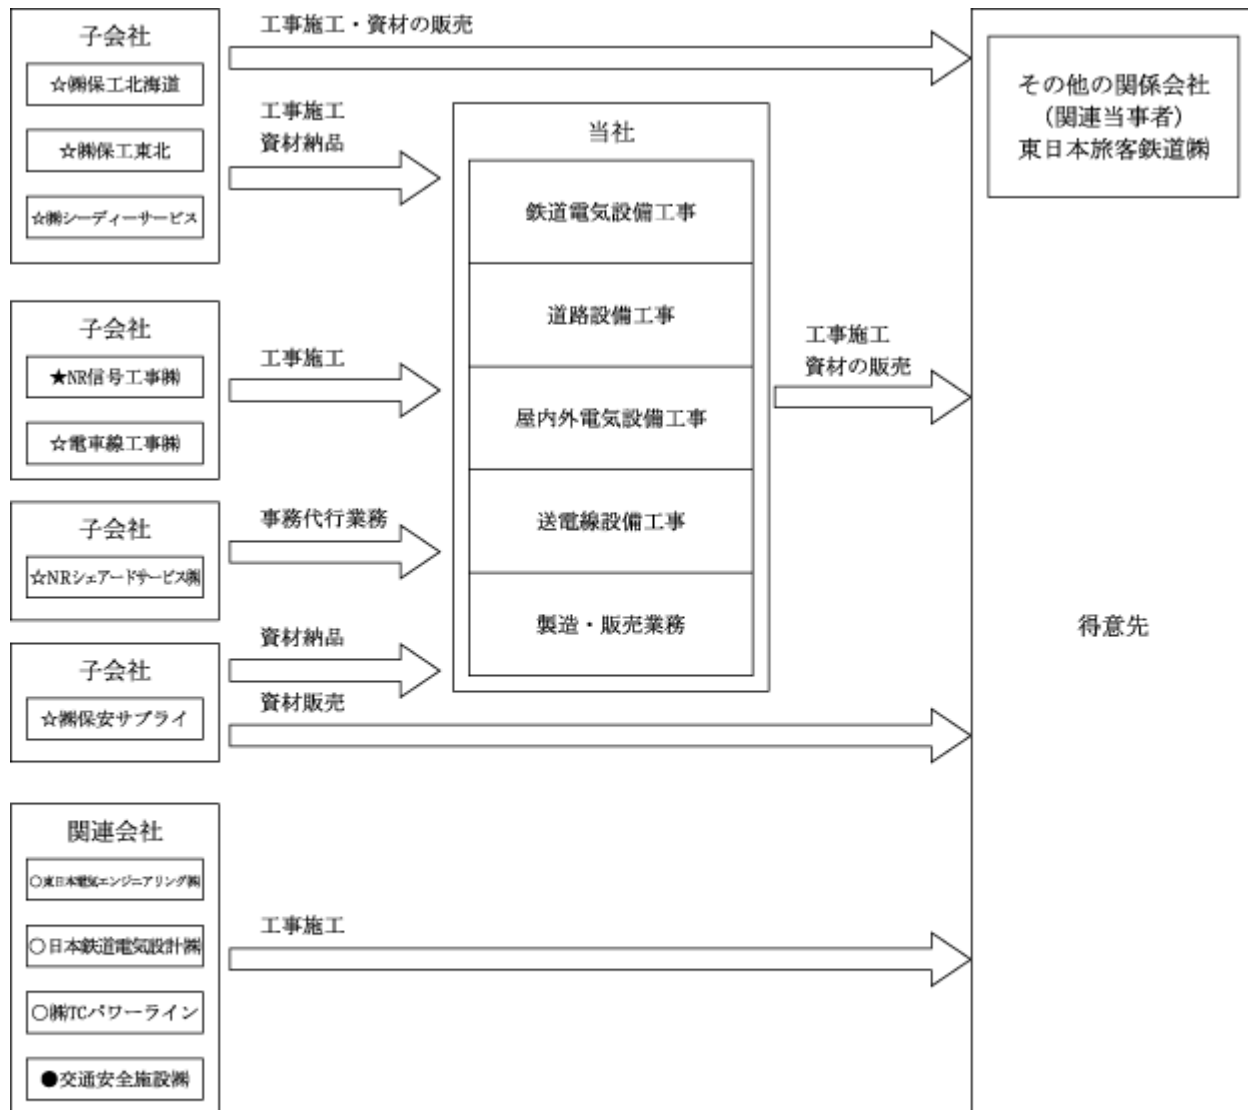 子会社
☆㈱保工北海道
☆㈱保工東北
☆㈱シーディーサービス
工事施工・資材の販売
工事施工
資材納品
子会社
★NR信号工事㈱
☆電車線工事㈱
工事施工
子会社
☆NRシェアードサービス㈱
事務代行業務
子会社
☆㈱保安サプライ
資材納品
資材販売
関連会社
○東日本電気エンジニアリング㈱
○日本鉄道電気設計㈱
○㈱TCパワーライン
●交通安全施設㈱
工事施工
当社
鉄道電気設備工事
道路設備工事
屋内外電気設備工事
送電線設備工事
製造・販売業務
工事施工
資材の販売
その他の関係会社
(関連当事者)
東日本旅客鉄道㈱
得意先